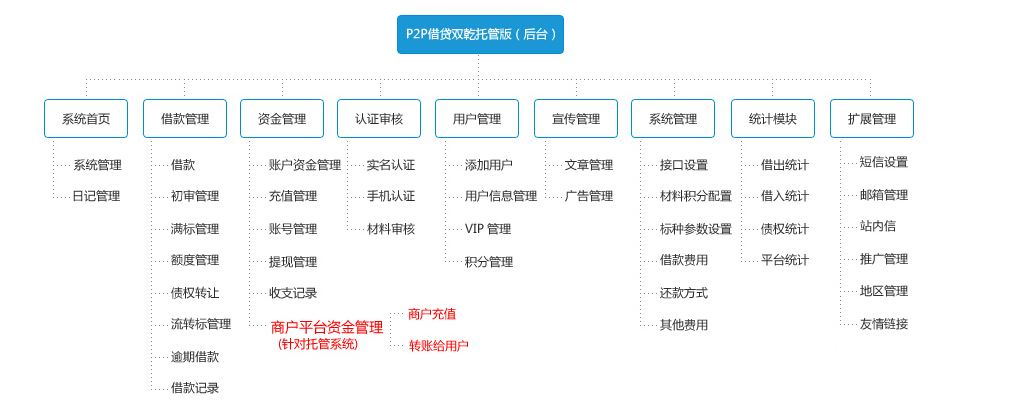 P2P借贷双乾托管版（后台）
系统首页
借款管理
资金管理
认证审核
用户管理
宣传管理
系统管理
统计模块
扩展管理
系统管理
日记管理
借款
初审管理
满标管理
额度管理
债权转让
流转标管理
逾期借款
借款记录
账户资金管理
充值管理
账号管理
提现管理
收支记录
商户平台资金管理
(针对托管系统)
商户充值
转账给用户
实名认证
手机认证
材料审核
添加用户
用户信息管理
VIP 管理
积分管理
文章管理
广告管理
接口设置
材料积分配置
标种参数设置
借款费用
还款方式
其他费用
借出统计
借入统计
债权统计
平台统计
短信设置
邮箱管理
站内信
推广管理
地区管理
友情链接